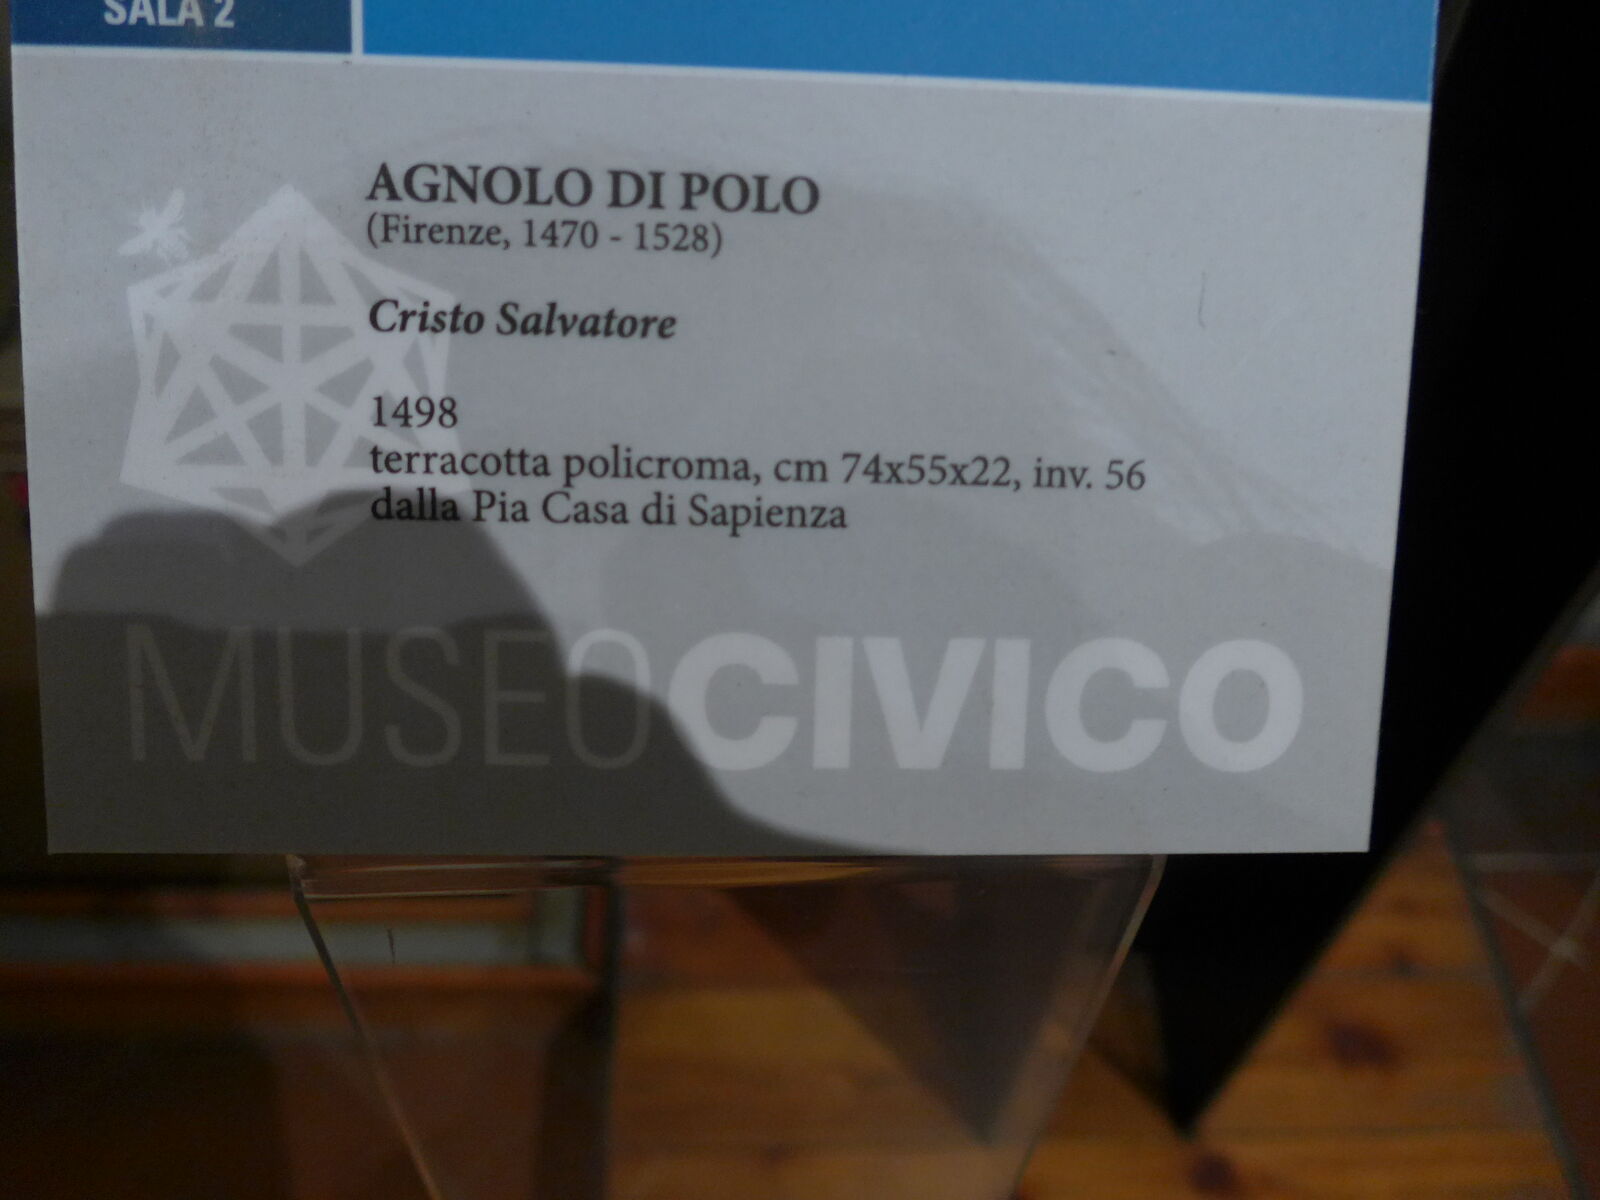 SALA 2
AGNOLO DI POLO
(Firenze, 1470 - 1528)
Cristo Salvatore
1498
terracotta policroma, cm 74x55x22, inv. 56
dalla Pia Casa di Sapienza
MUSEOCIVICO